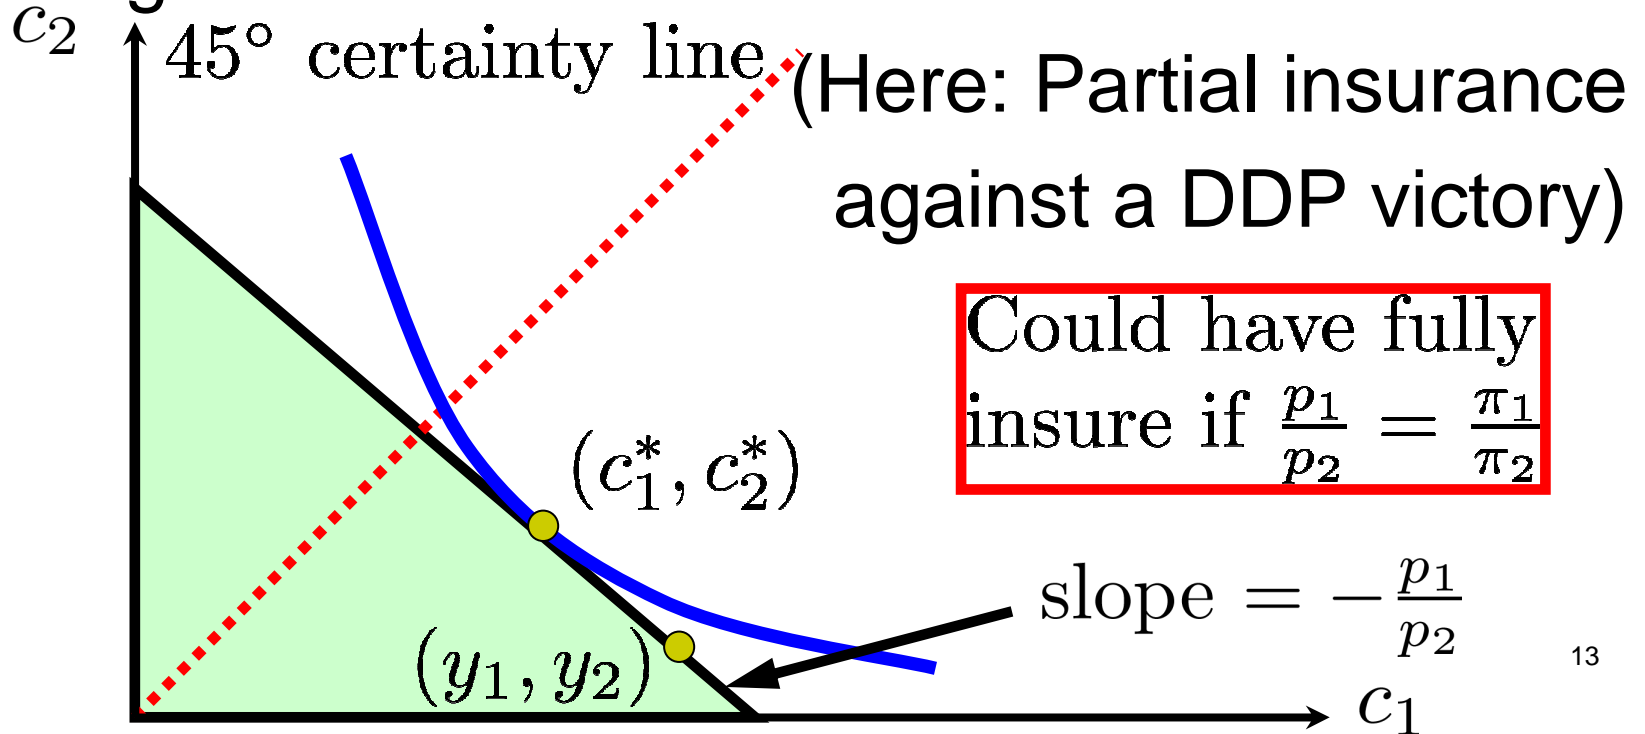 c₂
45° certainty line
(Here: Partial insurance
against a DDP victory)
Could have fully
insure if p₁/p₂ = π₁/π₂
(c₁*, c₂*)
slope = −p₁/p₂
(y₁, y₂)
13
c₁